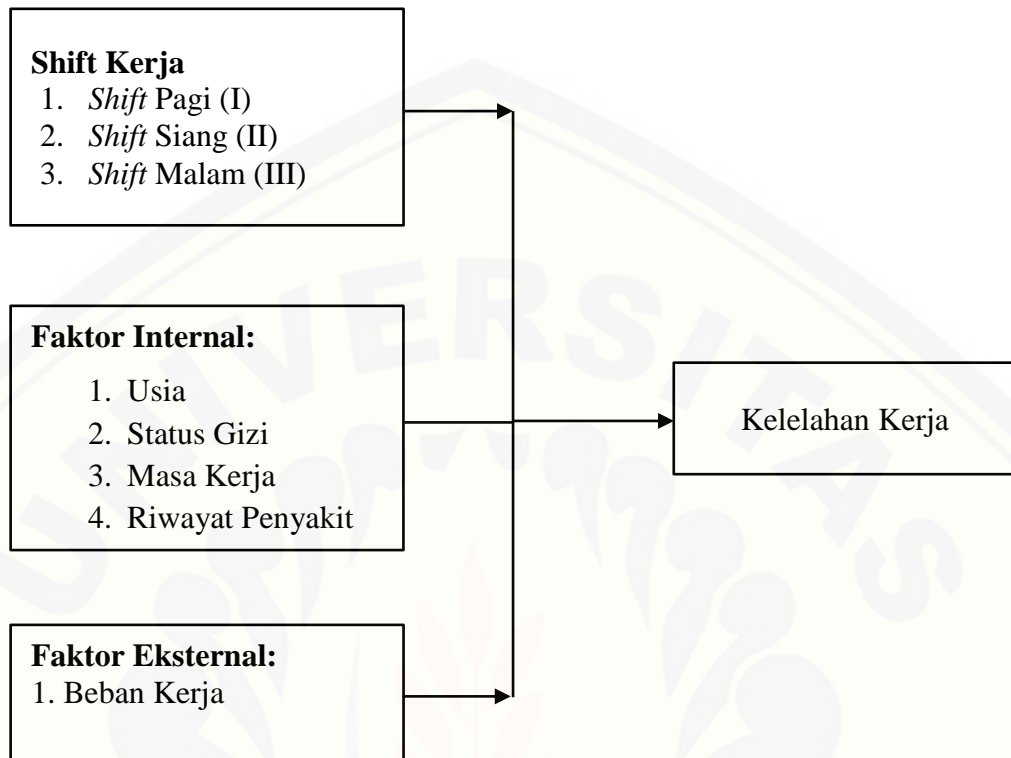 Shift Kerja
1. Shift Pagi (I)
2. Shift Siang (II)
3. Shift Malam (III)
Faktor Internal:
1. Usia
2. Status Gizi
3. Masa Kerja
4. Riwayat Penyakit
Kelelahan Kerja
Faktor Eksternal:
1. Beban Kerja
UNIVERSITAS